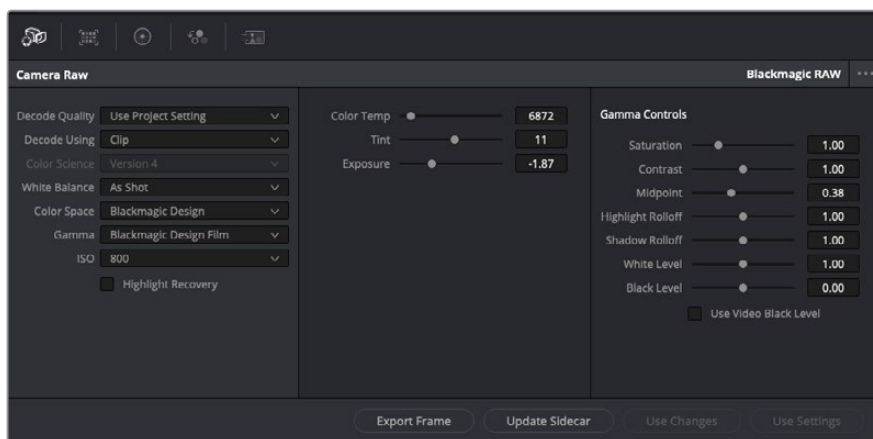 Camera Raw
Blackmagic RAW
Decode Quality Use Project Setting
Decode Using Clip
Color Science Version 4
White Balance As Shot
Color Space Blackmagic Design
Gamma Blackmagic Design Film
ISO 800
Highlight Recovery
Color Temp 6872
Tint 11
Exposure -1.87
Gamma Controls
Saturation 1.00
Contrast 1.00
Midpoint 0.38
Highlight Rolloff 1.00
Shadow Rolloff 1.00
White Level 1.00
Black Level 0.00
Use Video Black Level
Export Frame
Update Sidecar
Use Changes
Use Settings